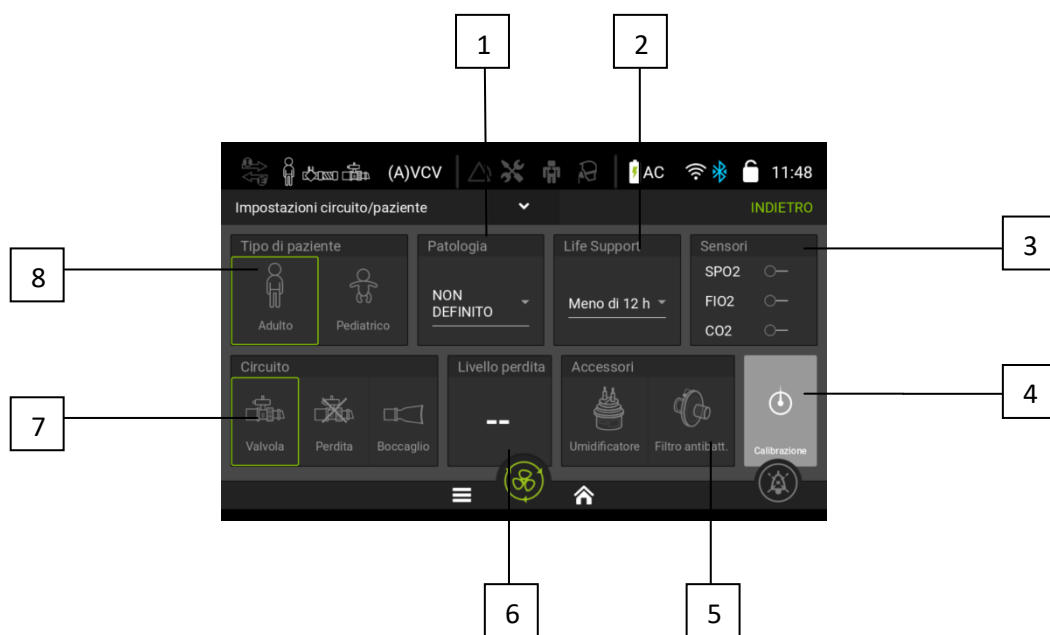 1
2
(A)VCV
AC
11:48
Impostazioni circuito/paziente
INDIETRO
Tipo di paziente
Patologia
Life Support
Sensori
3
8
SPO2
NON
DEFINITO
Meno di 12 h
FIO2
Adulto
Pediatrico
CO2
Circuito
Livello perdita
Accessori
4
7
--
Valvola
Perdita
Boccaglio
Umidificatore
Filtro antibatt.
Calibrazione
6
5